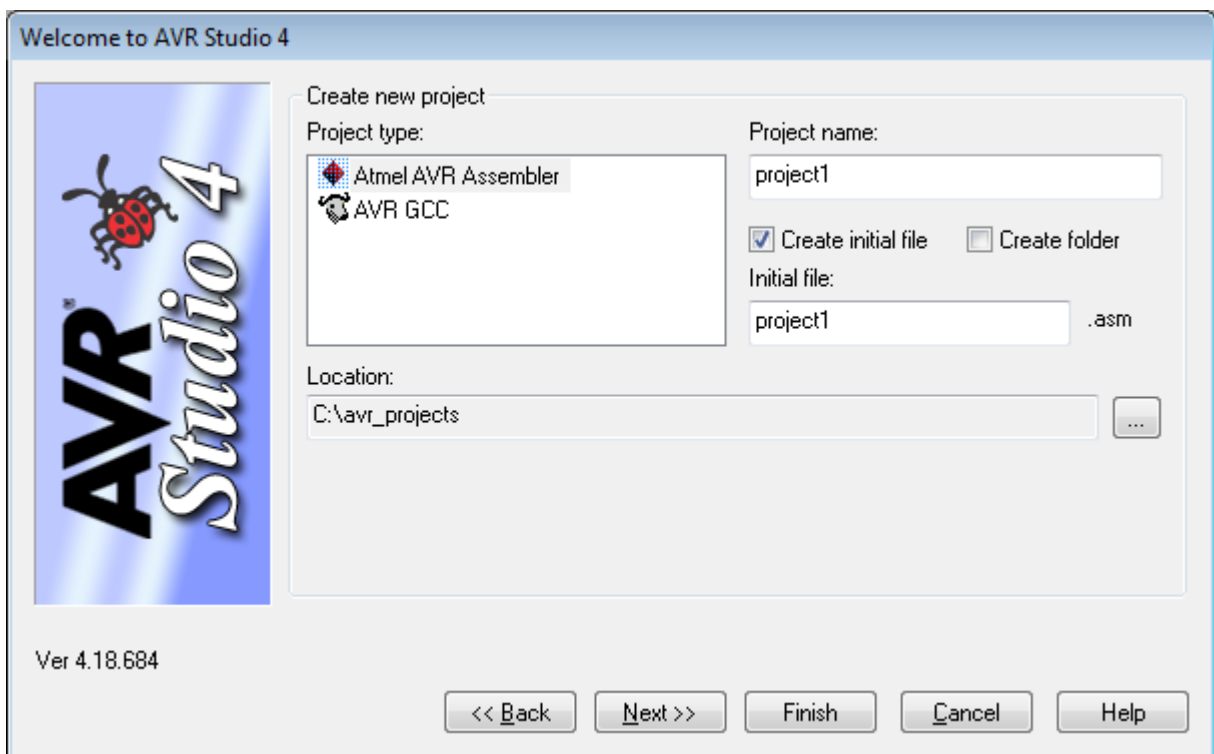 Welcome to AVR Studio 4
AVR®
Studio 4
Create new project
Project type:
Atmel AVR Assembler
AVR GCC
Project name:
project1
Create initial file
Create folder
Initial file:
project1 .asm
Location:
C:\avr_projects
...
Ver 4.18.684
<< Back Next >> Finish Cancel Help